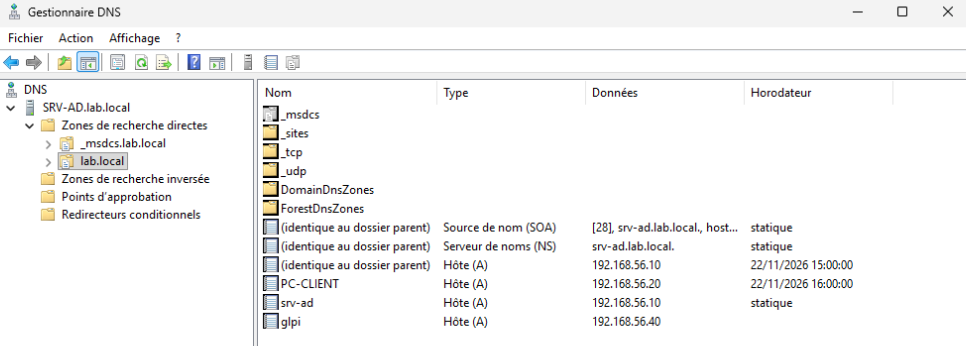 Gestionnaire DNS
Fichier Action Affichage ?
DNS
SRV-AD.lab.local
Zones de recherche directes
_msdcs.lab.local
lab.local
Zones de recherche inversée
Points d'approbation
Redirecteurs conditionnels
Nom Type Données Horodateur
_msdcs
_sites
_tcp
_udp
DomainDnsZones
ForestDnsZones
(identique au dossier parent) Source de nom (SOA) [28], srv-ad.lab.local., host... statique
(identique au dossier parent) Serveur de noms (NS) srv-ad.lab.local. statique
(identique au dossier parent) Hôte (A) 192.168.56.10 22/11/2026 15:00:00
PC-CLIENT Hôte (A) 192.168.56.20 22/11/2026 16:00:00
srv-ad Hôte (A) 192.168.56.10 statique
glpi Hôte (A) 192.168.56.40